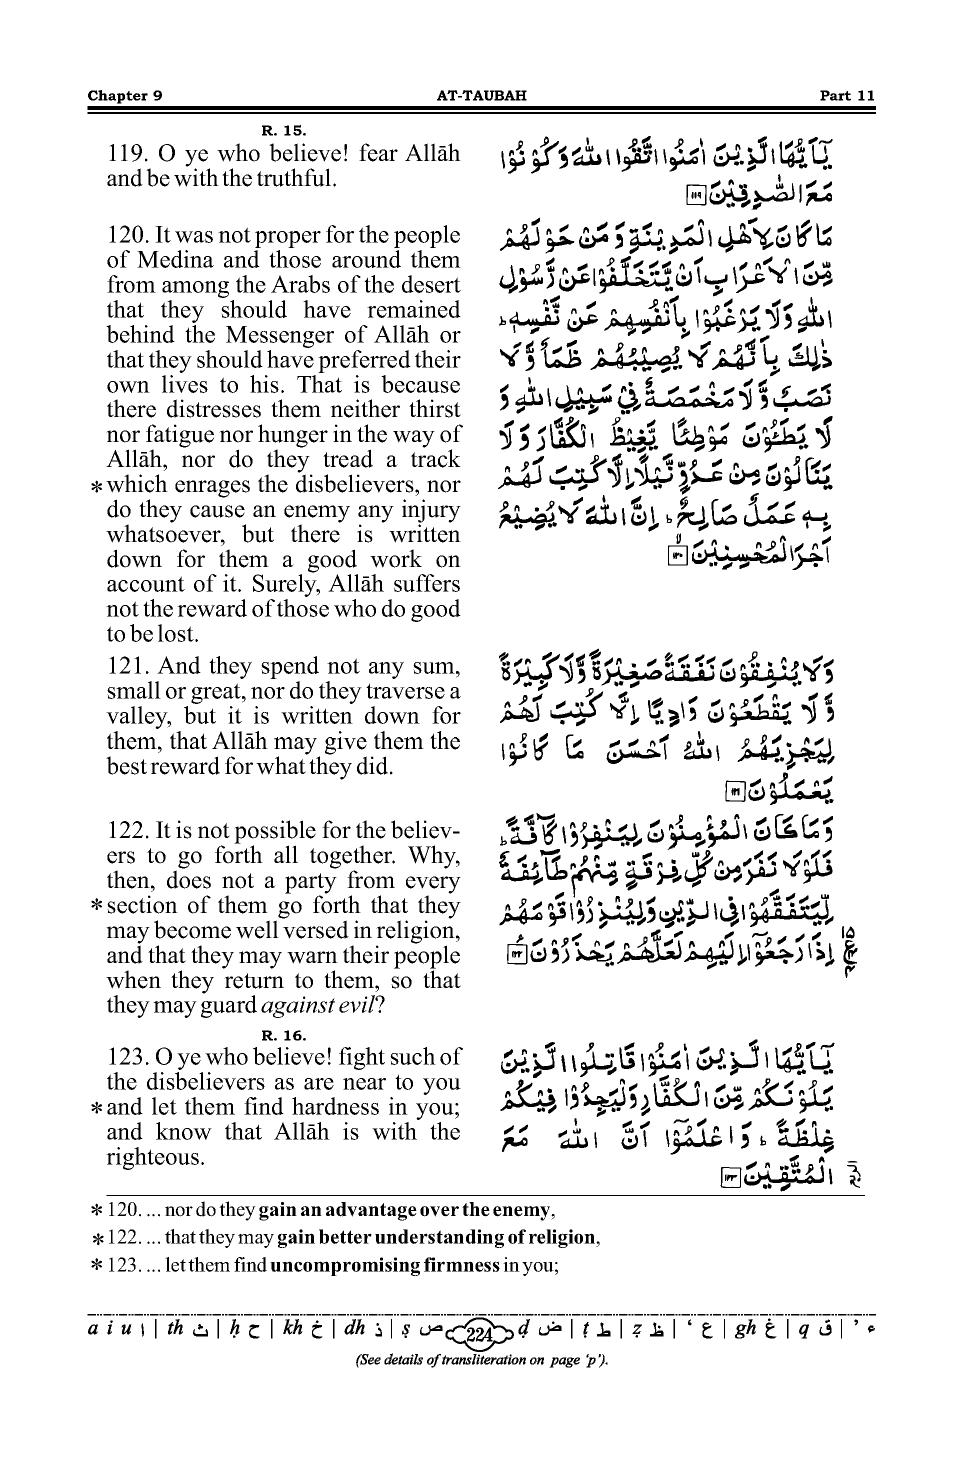 Chapter 9 AT-TAUBAH Part 11
R. 15.
119. O ye who believe! fear Allāh
and be with the truthful.
يٰۤاَيُّهَا الَّذِيْنَ اٰمَنُوا اتَّقُوا اللّٰهَ وَ كُوْنُوْا
مَعَ الصّٰدِقِيْنَ ۝۱۱۹
120. It was not proper for the people
of Medina and those around them
from among the Arabs of the desert
that they should have remained
behind the Messenger of Allāh or
that they should have preferred their
own lives to his. That is because
there distresses them neither thirst
nor fatigue nor hunger in the way of
Allāh, nor do they tread a track
*which enrages the disbelievers, nor
do they cause an enemy any injury
whatsoever, but there is written
down for them a good work on
account of it. Surely, Allāh suffers
not the reward of those who do good
to be lost.
مَا كَانَ لِاَهْلِ الْمَدِيْنَةِ وَ مَنْ حَوْلَهُمْ
مِّنَ الْاَعْرَابِ اَنْ يَّتَخَلَّفُوْا عَنْ رَّسُوْلِ
اللّٰهِ وَلَا يَرْغَبُوْا بِاَنْفُسِهِمْ عَنْ نَّفْسِهٖ ؕ
ذٰلِكَ بِاَنَّهُمْ لَا يُصِيْبُهُمْ ظَمَاٌ وَّ لَا
نَصَبٌ وَّ لَا مَخْمَصَةٌ فِيْ سَبِيْلِ اللّٰهِ وَ
لَا يَطَـُٔوْنَ مَوْطِئًا يَّغِيْظُ الْكُفَّارَ وَ لَا
يَنَالُوْنَ مِنْ عَدُوٍّ نَّيْلًا اِلَّا كُتِبَ لَهُمْ
بِهٖ عَمَلٌ صَالِحٌ ؕ اِنَّ اللّٰهَ لَا يُضِيْعُ
اَجْرَ الْمُحْسِنِيْنَ ۝۱۲۰
121. And they spend not any sum,
small or great, nor do they traverse a
valley, but it is written down for
them, that Allāh may give them the
best reward for what they did.
وَلَا يُنْفِقُوْنَ نَفَقَةً صَغِيْرَةً وَّلَا كَبِيْرَةً
وَّ لَا يَقْطَعُوْنَ وَادِيًا اِلَّا كُتِبَ لَهُمْ
لِيَجْزِيَهُمُ اللّٰهُ اَحْسَنَ مَا كَانُوْا
يَعْمَلُوْنَ ۝۱۲۱
122. It is not possible for the believ-
ers to go forth all together. Why,
then, does not a party from every
*section of them go forth that they
may become well versed in religion,
and that they may warn their people
when they return to them, so that
they may guard against evil?
وَمَا كَانَ الْمُؤْمِنُوْنَ لِيَنْفِرُوْا كَآفَّةً ؕ
فَلَوْلَا نَفَرَ مِنْ كُلِّ فِرْقَةٍ مِّنْهُمْ طَآئِفَةٌ
لِّيَتَفَقَّهُوْا فِي الدِّيْنِ وَلِيُنْذِرُوْا قَوْمَهُمْ
اِذَا رَجَعُوْۤا اِلَيْهِمْ لَعَلَّهُمْ يَحْذَرُوْنَ ۝۱۲۲
R. 16.
123. O ye who believe! fight such of
the disbelievers as are near to you
*and let them find hardness in you;
and know that Allāh is with the
righteous.
يٰۤاَيُّهَا الَّذِيْنَ اٰمَنُوْا قَاتِلُوا الَّذِيْنَ
يَلُوْنَكُمْ مِّنَ الْكُفَّارِ وَلْيَجِدُوْا فِيْكُمْ
غِلْظَةً ؕ وَ اعْلَمُوْۤا اَنَّ اللّٰهَ مَعَ
الْمُتَّقِيْنَ ۝۱۲۳
* 120. ... nor do they gain an advantage over the enemy,
* 122. ... that they may gain better understanding of religion,
* 123. ... let them find uncompromising firmness in you;
a i u ا | th ث | ḥ ح | kh خ | dh ذ | ṣ ص 224 ḍ ض | ṭ ط | ẓ ظ | ‘ ع | gh غ | q ق | ’ ء
(See details of transliteration on page ‘p’).